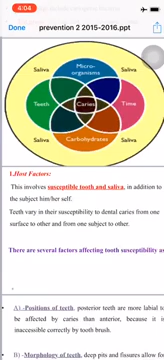 4:04
prevention 2 2015-2016.ppt
Done
Saliva
Micro-
organisms
Saliva
Teeth
Caries
Time
Saliva
Carbohydrates
Saliva
1.Host Factors:
This involves susceptible tooth and saliva, in addition to
the subject him/her self.
Teeth vary in their susceptibility to dental caries from one
surface to other and from one subject to other.
There are several factors affecting tooth susceptibility as
A)- Positions of teeth: posterior teeth are more labial to
be affected by caries than anterior, because it is
inaccessible correctly by tooth brush.
B)- Morphology of teeth: deep pits and fissures allow fo